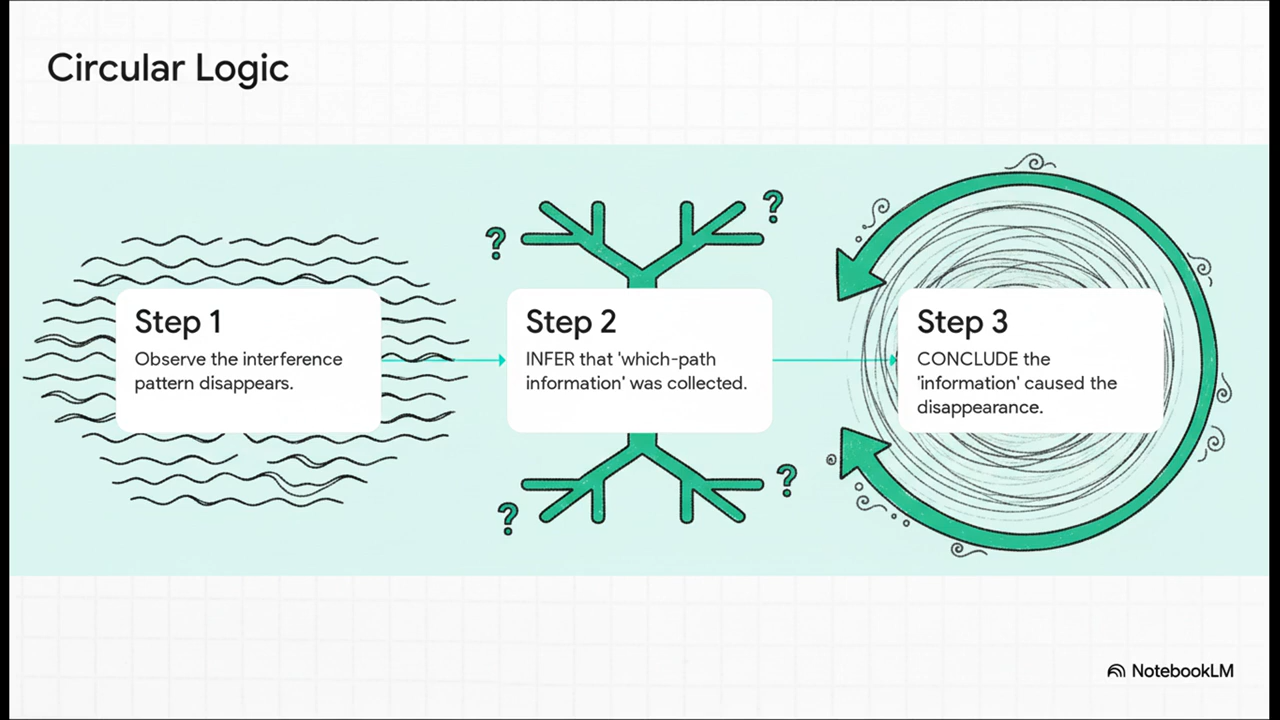 Circular Logic
Step 1
Observe the interference
pattern disappears.
?
?
Step 2
INFER that 'which-path
information' was collected.
?
?
Step 3
CONCLUDE the
'information' caused the
disappearance.
NotebookLM